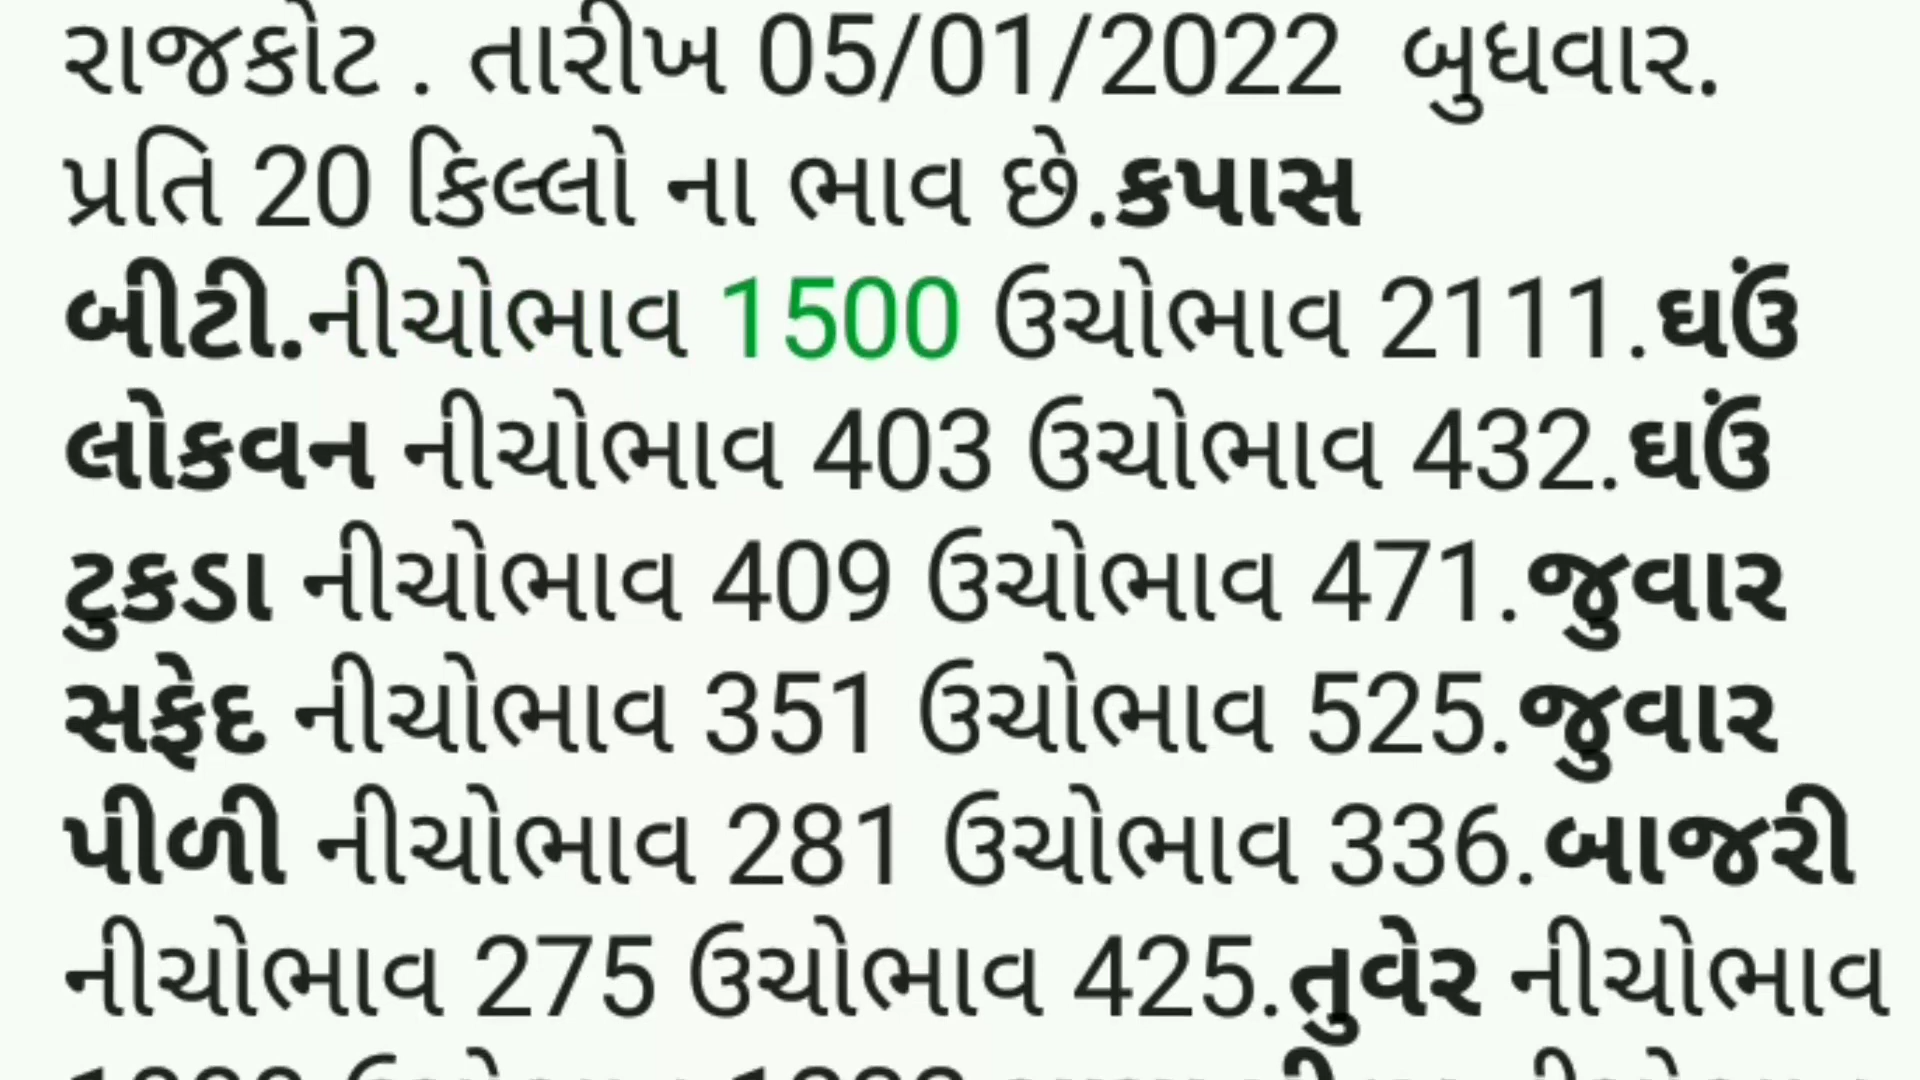 રાજકોટ . તારીખ 05/01/2022 બુધવાર.
પ્રતિ 20 કિલ્લો ના ભાવ છે.કપાસ
બીટી.નીચોભાવ 1500 ઉચોભાવ 2111.ઘઉં
લોકવન નીચોભાવ 403 ઉચોભાવ 432.ઘઉં
ટુકડા નીચોભાવ 409 ઉચોભાવ 471.જુવાર
સફેદ નીચોભાવ 351 ઉચોભાવ 525.જુવાર
પીળી નીચોભાવ 281 ઉચોભાવ 336.બાજરી
નીચોભાવ 275 ઉચોભાવ 425.તુવેર નીચોભાવ